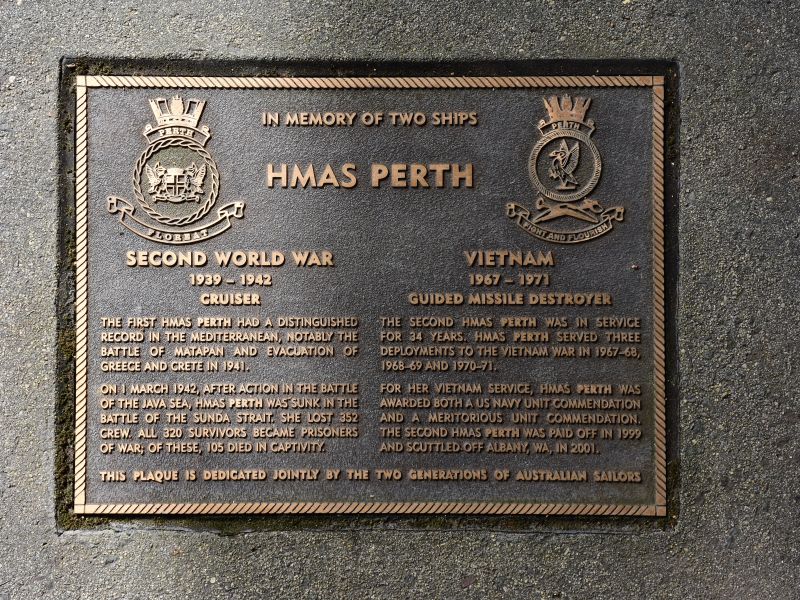 IN MEMORY OF TWO SHIPS
HMAS PERTH
PERTH
FLOREAT
PERTH
FIGHT AND FLOURISH
SECOND WORLD WAR
1939 – 1942
CRUISER
THE FIRST HMAS PERTH HAD A DISTINGUISHED
RECORD IN THE MEDITERRANEAN, NOTABLY THE
BATTLE OF MATAPAN AND EVACUATION OF
GREECE AND CRETE IN 1941.
ON 1 MARCH 1942, AFTER ACTION IN THE BATTLE
OF THE JAVA SEA, HMAS PERTH WAS SUNK IN THE
BATTLE OF THE SUNDA STRAIT. SHE LOST 352
CREW. ALL 320 SURVIVORS BECAME PRISONERS
OF WAR; OF THESE, 105 DIED IN CAPTIVITY.
VIETNAM
1967 – 1971
GUIDED MISSILE DESTROYER
THE SECOND HMAS PERTH WAS IN SERVICE
FOR 34 YEARS. HMAS PERTH SERVED THREE
DEPLOYMENTS TO THE VIETNAM WAR IN 1967–68,
1968-69 AND 1970–71.
FOR HER VIETNAM SERVICE, HMAS PERTH WAS
AWARDED BOTH A US NAVY UNIT COMMENDATION
AND A MERITORIOUS UNIT COMMENDATION.
THE SECOND HMAS PERTH WAS PAID OFF IN 1999
AND SCUTTLED OFF ALBANY, WA, IN 2001.
THIS PLAQUE IS DEDICATED JOINTLY BY THE TWO GENERATIONS OF AUSTRALIAN SAILORS